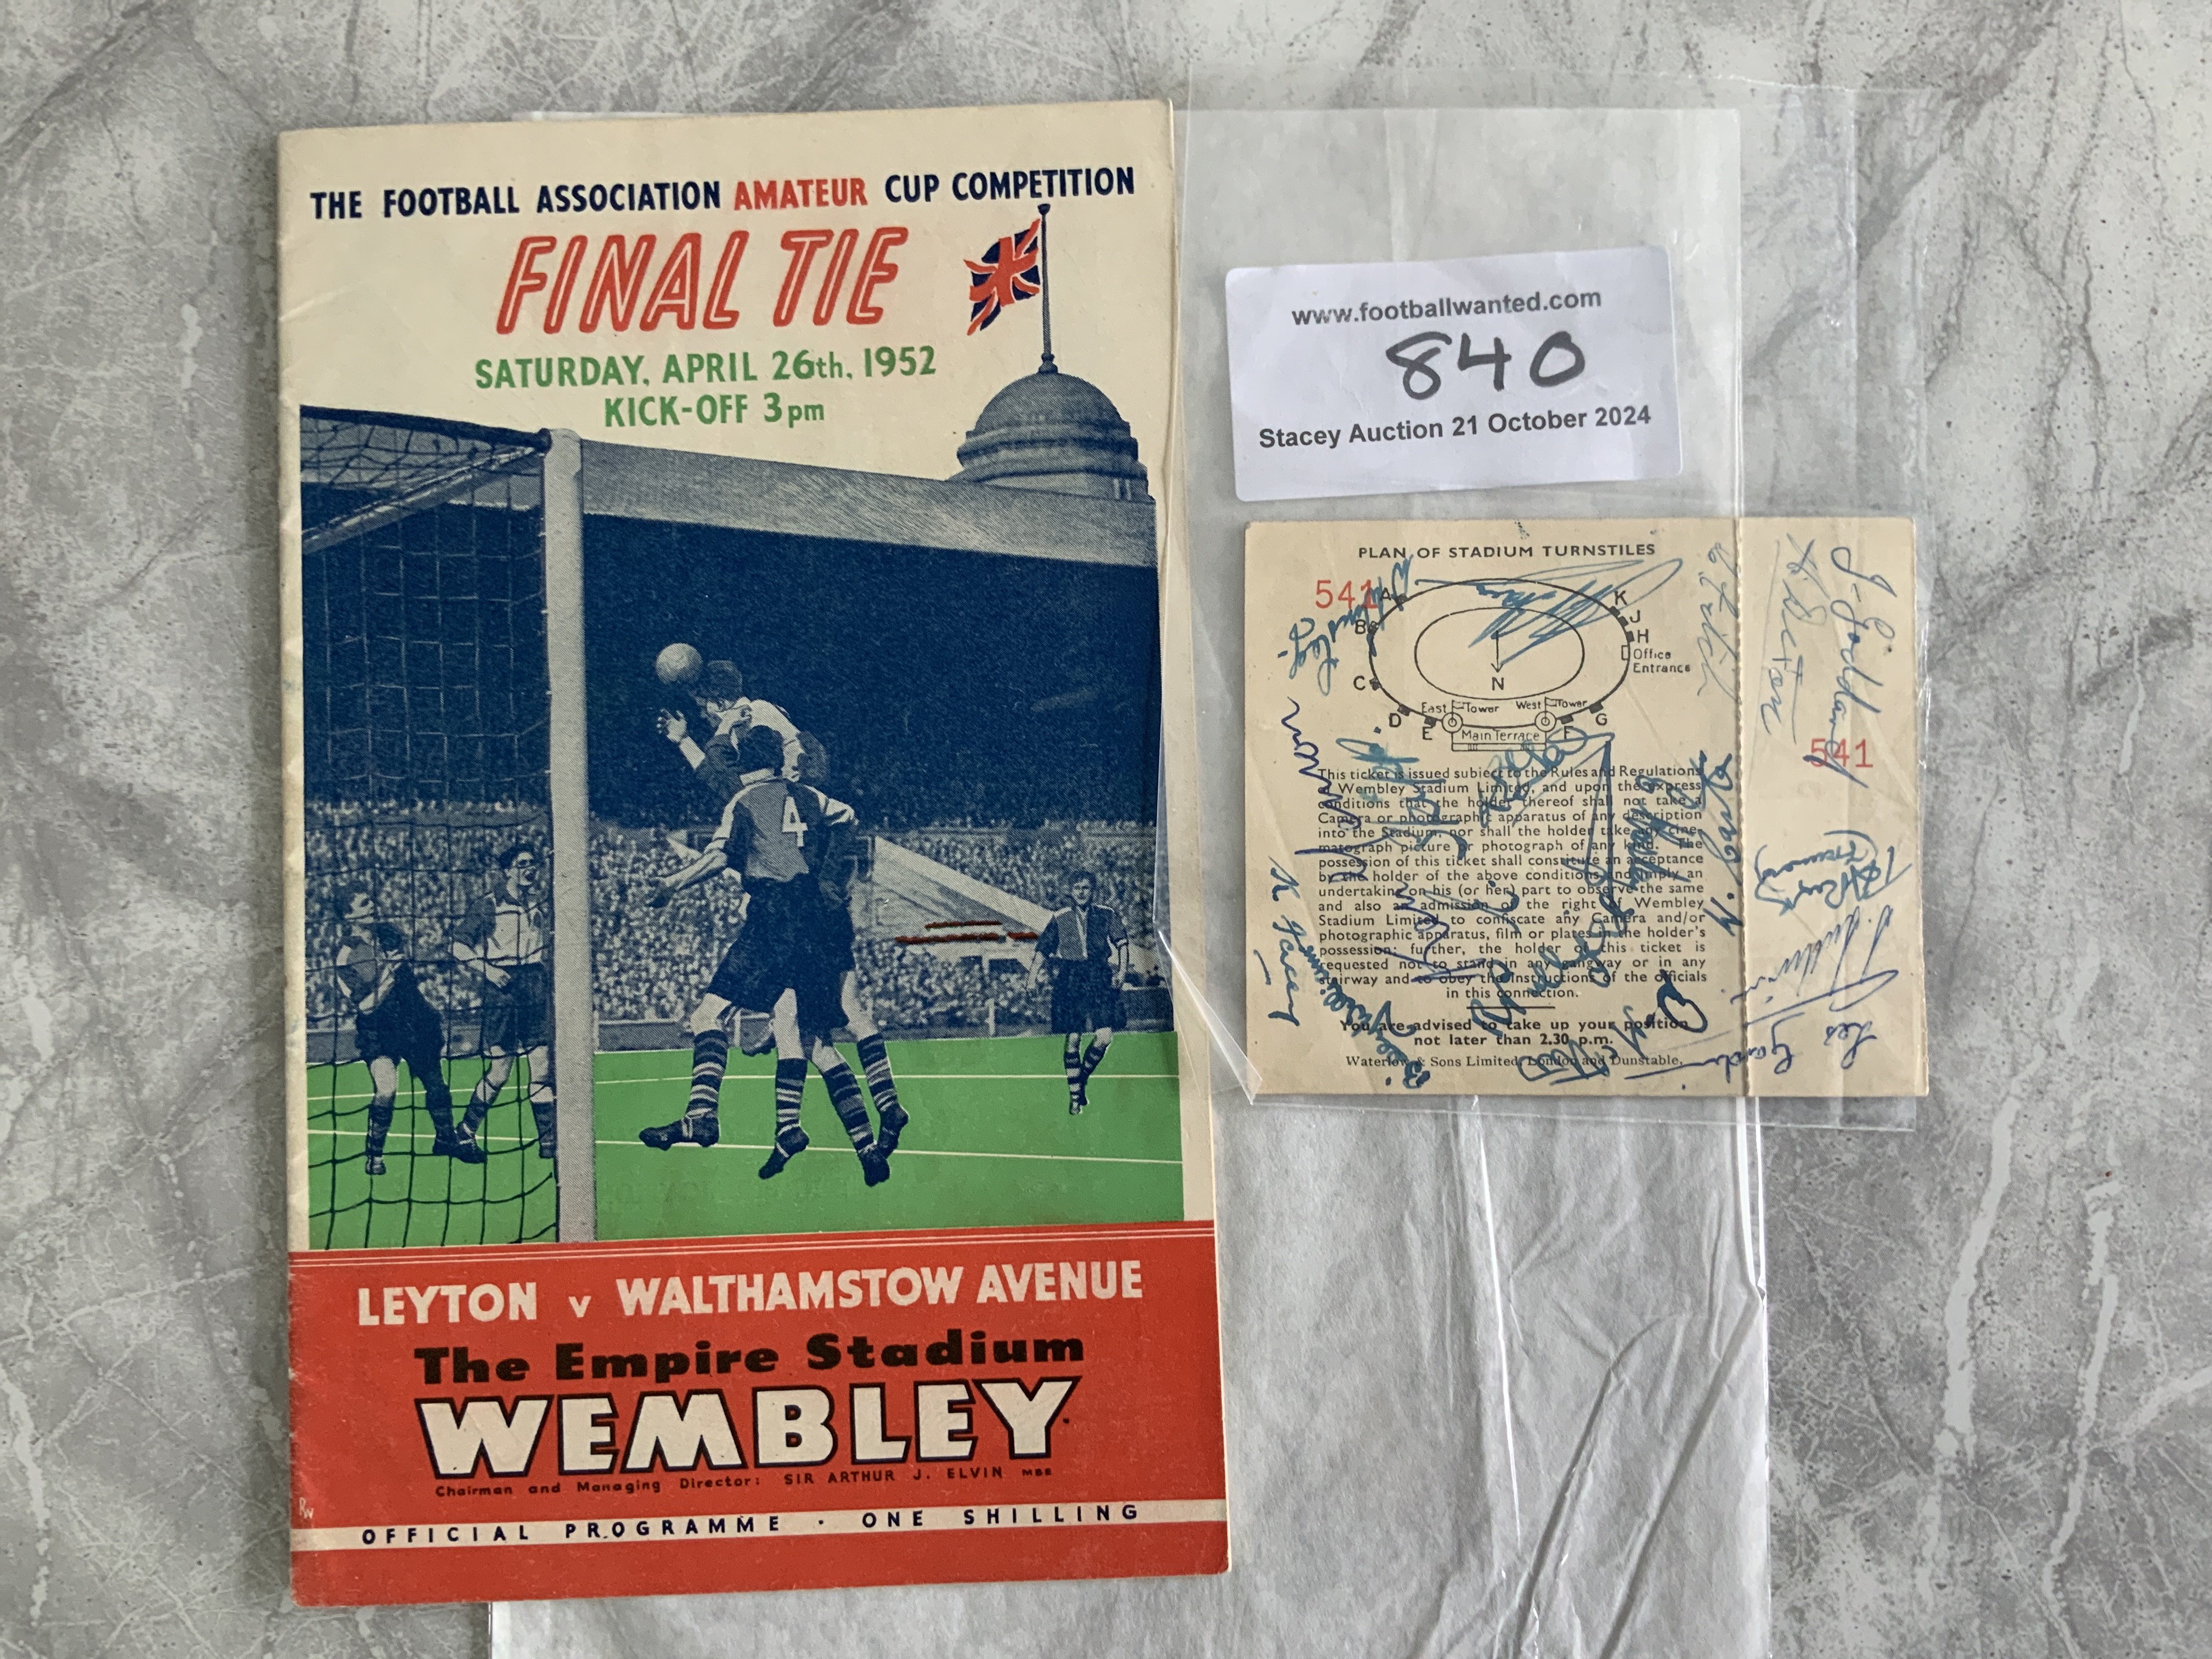 THE FOOTBALL ASSOCIATION AMATEUR CUP COMPETITION
FINAL TIE
SATURDAY, APRIL 26th, 1952
KICK-OFF 3pm
4
LEYTON v WALTHAMSTOW AVENUE
The Empire Stadium
WEMBLEY
Chairman and Managing Director: SIR ARTHUR J. ELVIN MBE
RW
OFFICIAL PROGRAMME · ONE SHILLING
www.footballwanted.com
840
Stacey Auction 21 October 2024
PLAN OF STADIUM TURNSTILES
541
A
B
C
D
E
F
G
H
J
K
Office
Entrance
N
East Tower
West Tower
Main Terrace
This ticket is issued subject to the Rules and Regulations
of Wembley Stadium Limited, and upon the express
conditions that the holder thereof shall not take a
Camera or photographic apparatus of any description
into the Stadium, nor shall the holder take any cine-
matograph picture or photograph of any kind. The
possession of this ticket shall constitute an acceptance
by the holder of the above conditions and imply an
undertaking on his (or her) part to observe the same
and also an admission of the right of Wembley
Stadium Limited to confiscate any Camera and/or
photographic apparatus, film or plates in the holder's
possession: further, the holder of this ticket is
requested not to stand in any gangway or in any
stairway and to obey the instructions of the officials
in this connection.
You are advised to take up your position
not later than 2.30 p.m.
Waterlow & Sons Limited, London and Dunstable.
541
K Facey
Les